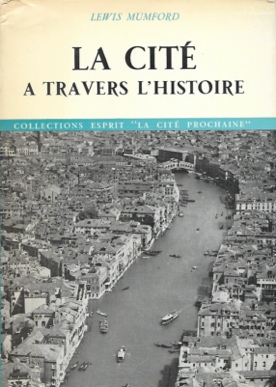 LEWIS MUMFORD
LA CITÉ
A TRAVERS L'HISTOIRE
COLLECTIONS ESPRIT "LA CITÉ PROCHAINE"